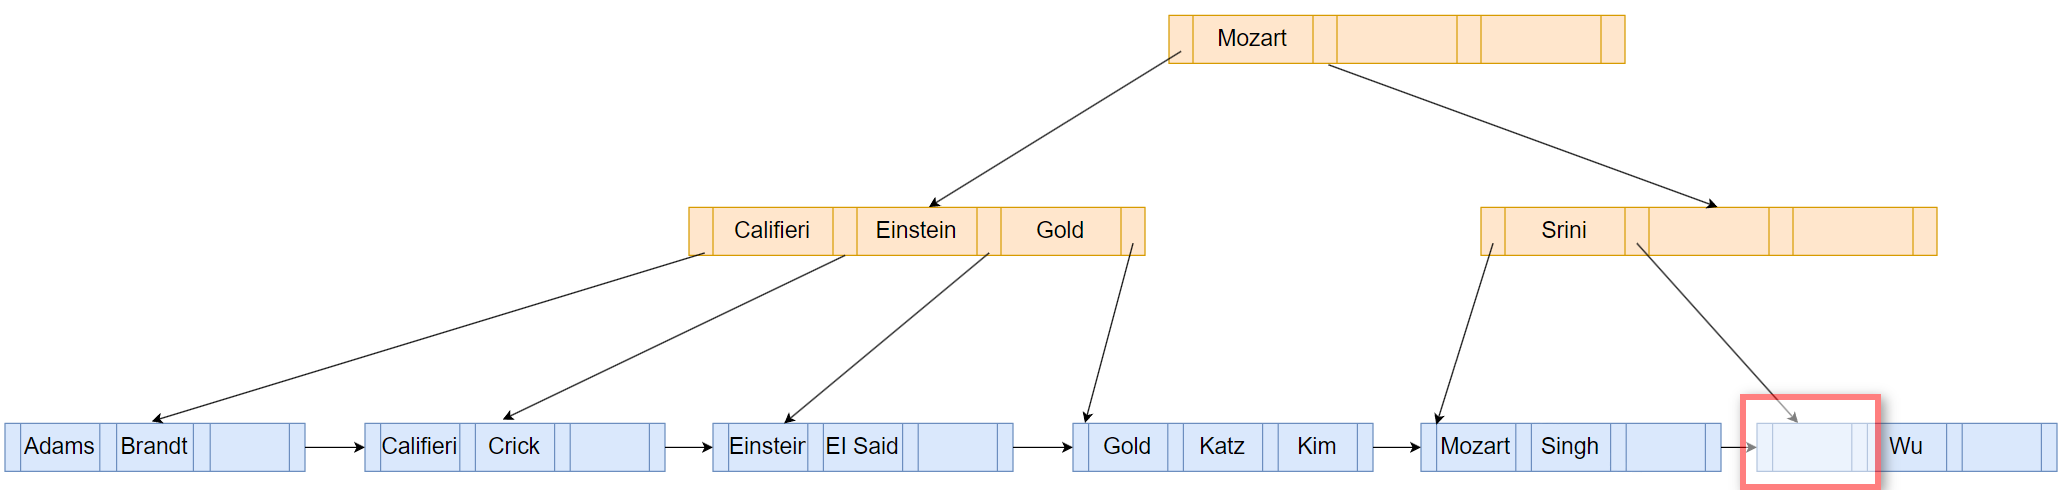 Mozart
Califieri Einstein Gold
Srini
Adams Brandt
Califieri Crick
Einstein El Said
Gold Katz Kim
Mozart Singh
Wu